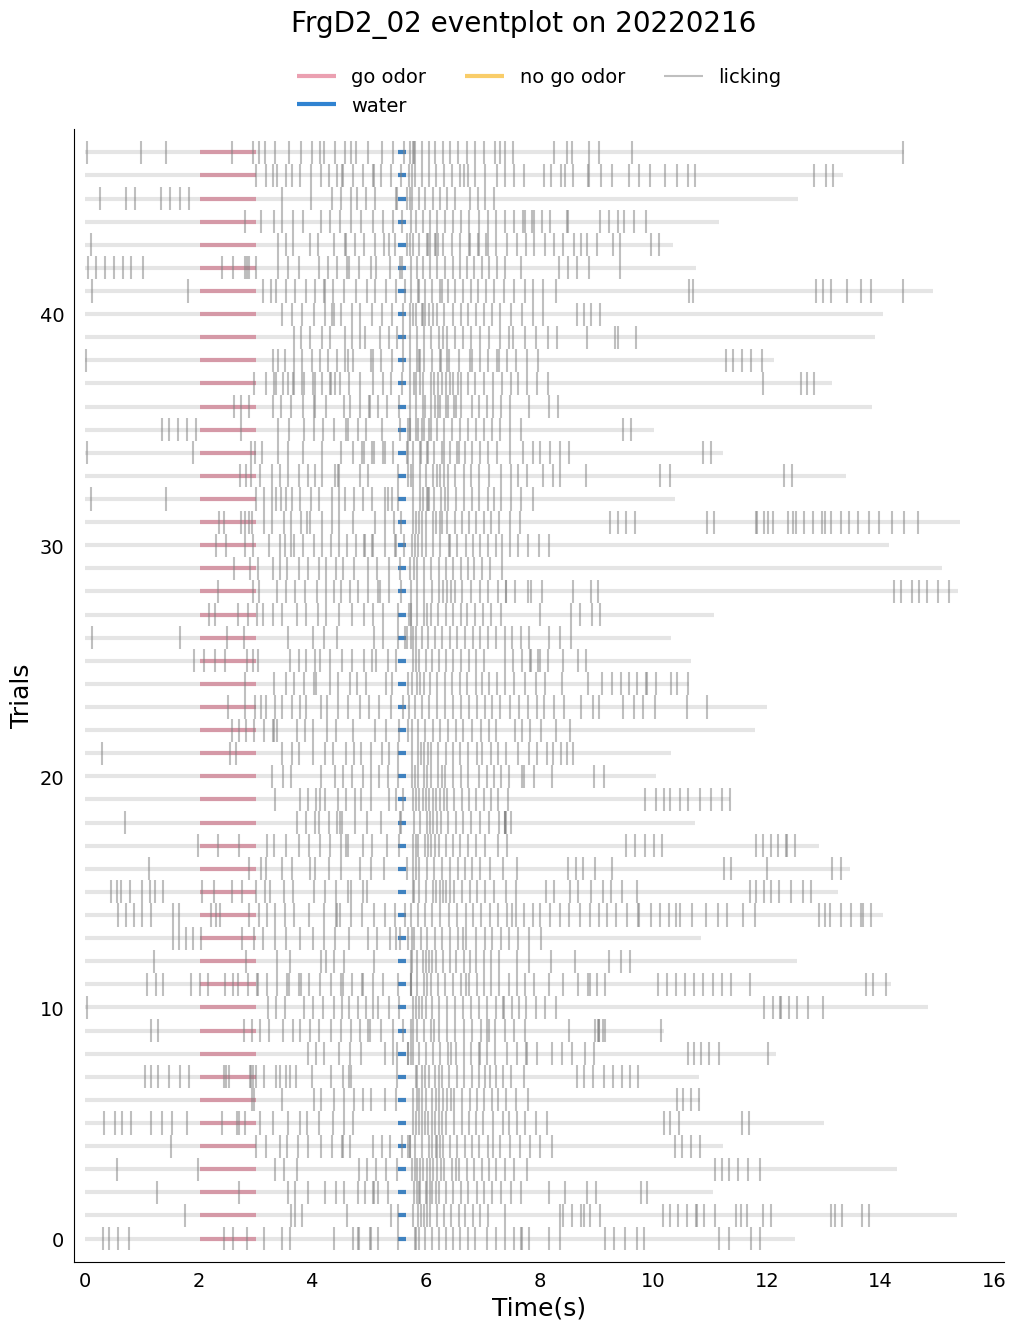 FrgD2_02 eventplot on 20220216
go odor no go odor licking
water
40
30
Trials
20
10
0
0 2 4 6 8 10 12 14 16
Time(s)